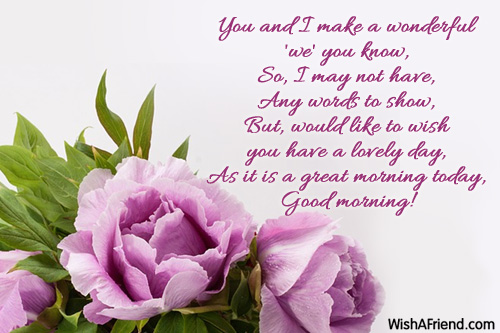 You and I make a wonderful
'we' you know,
So, I may not have,
Any words to show,
But, would like to wish
you have a lovely day,
As it is a great morning today,
Good morning!
WishAFriend.com